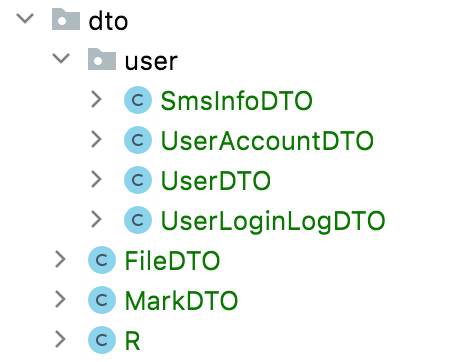 dto
user
C SmsInfoDTO
C UserAccountDTO
C UserDTO
C UserLoginLogDTO
C FileDTO
C MarkDTO
C R